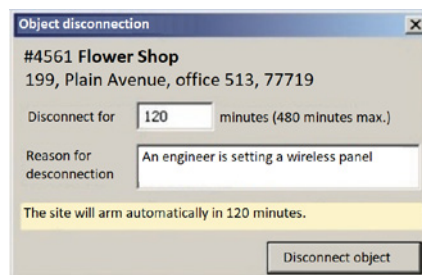 Object disconnection
#4561 Flower Shop
199, Plain Avenue, office 513, 77719
Disconnect for 120 minutes (480 minutes max.)
Reason for An engineer is setting a wireless panel
desconnection
The site will arm automatically in 120 minutes.
Disconnect object